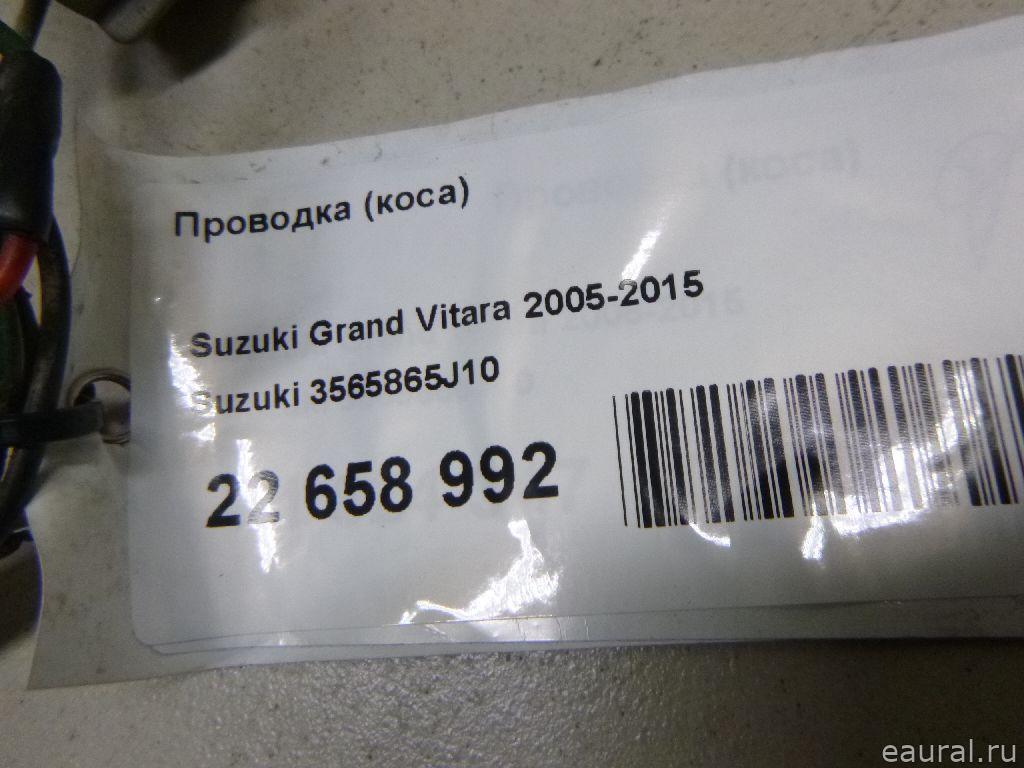 Проводка (коса)
Suzuki Grand Vitara 2005-2015
Suzuki 3565865J10
22 658 992
eaural.ru